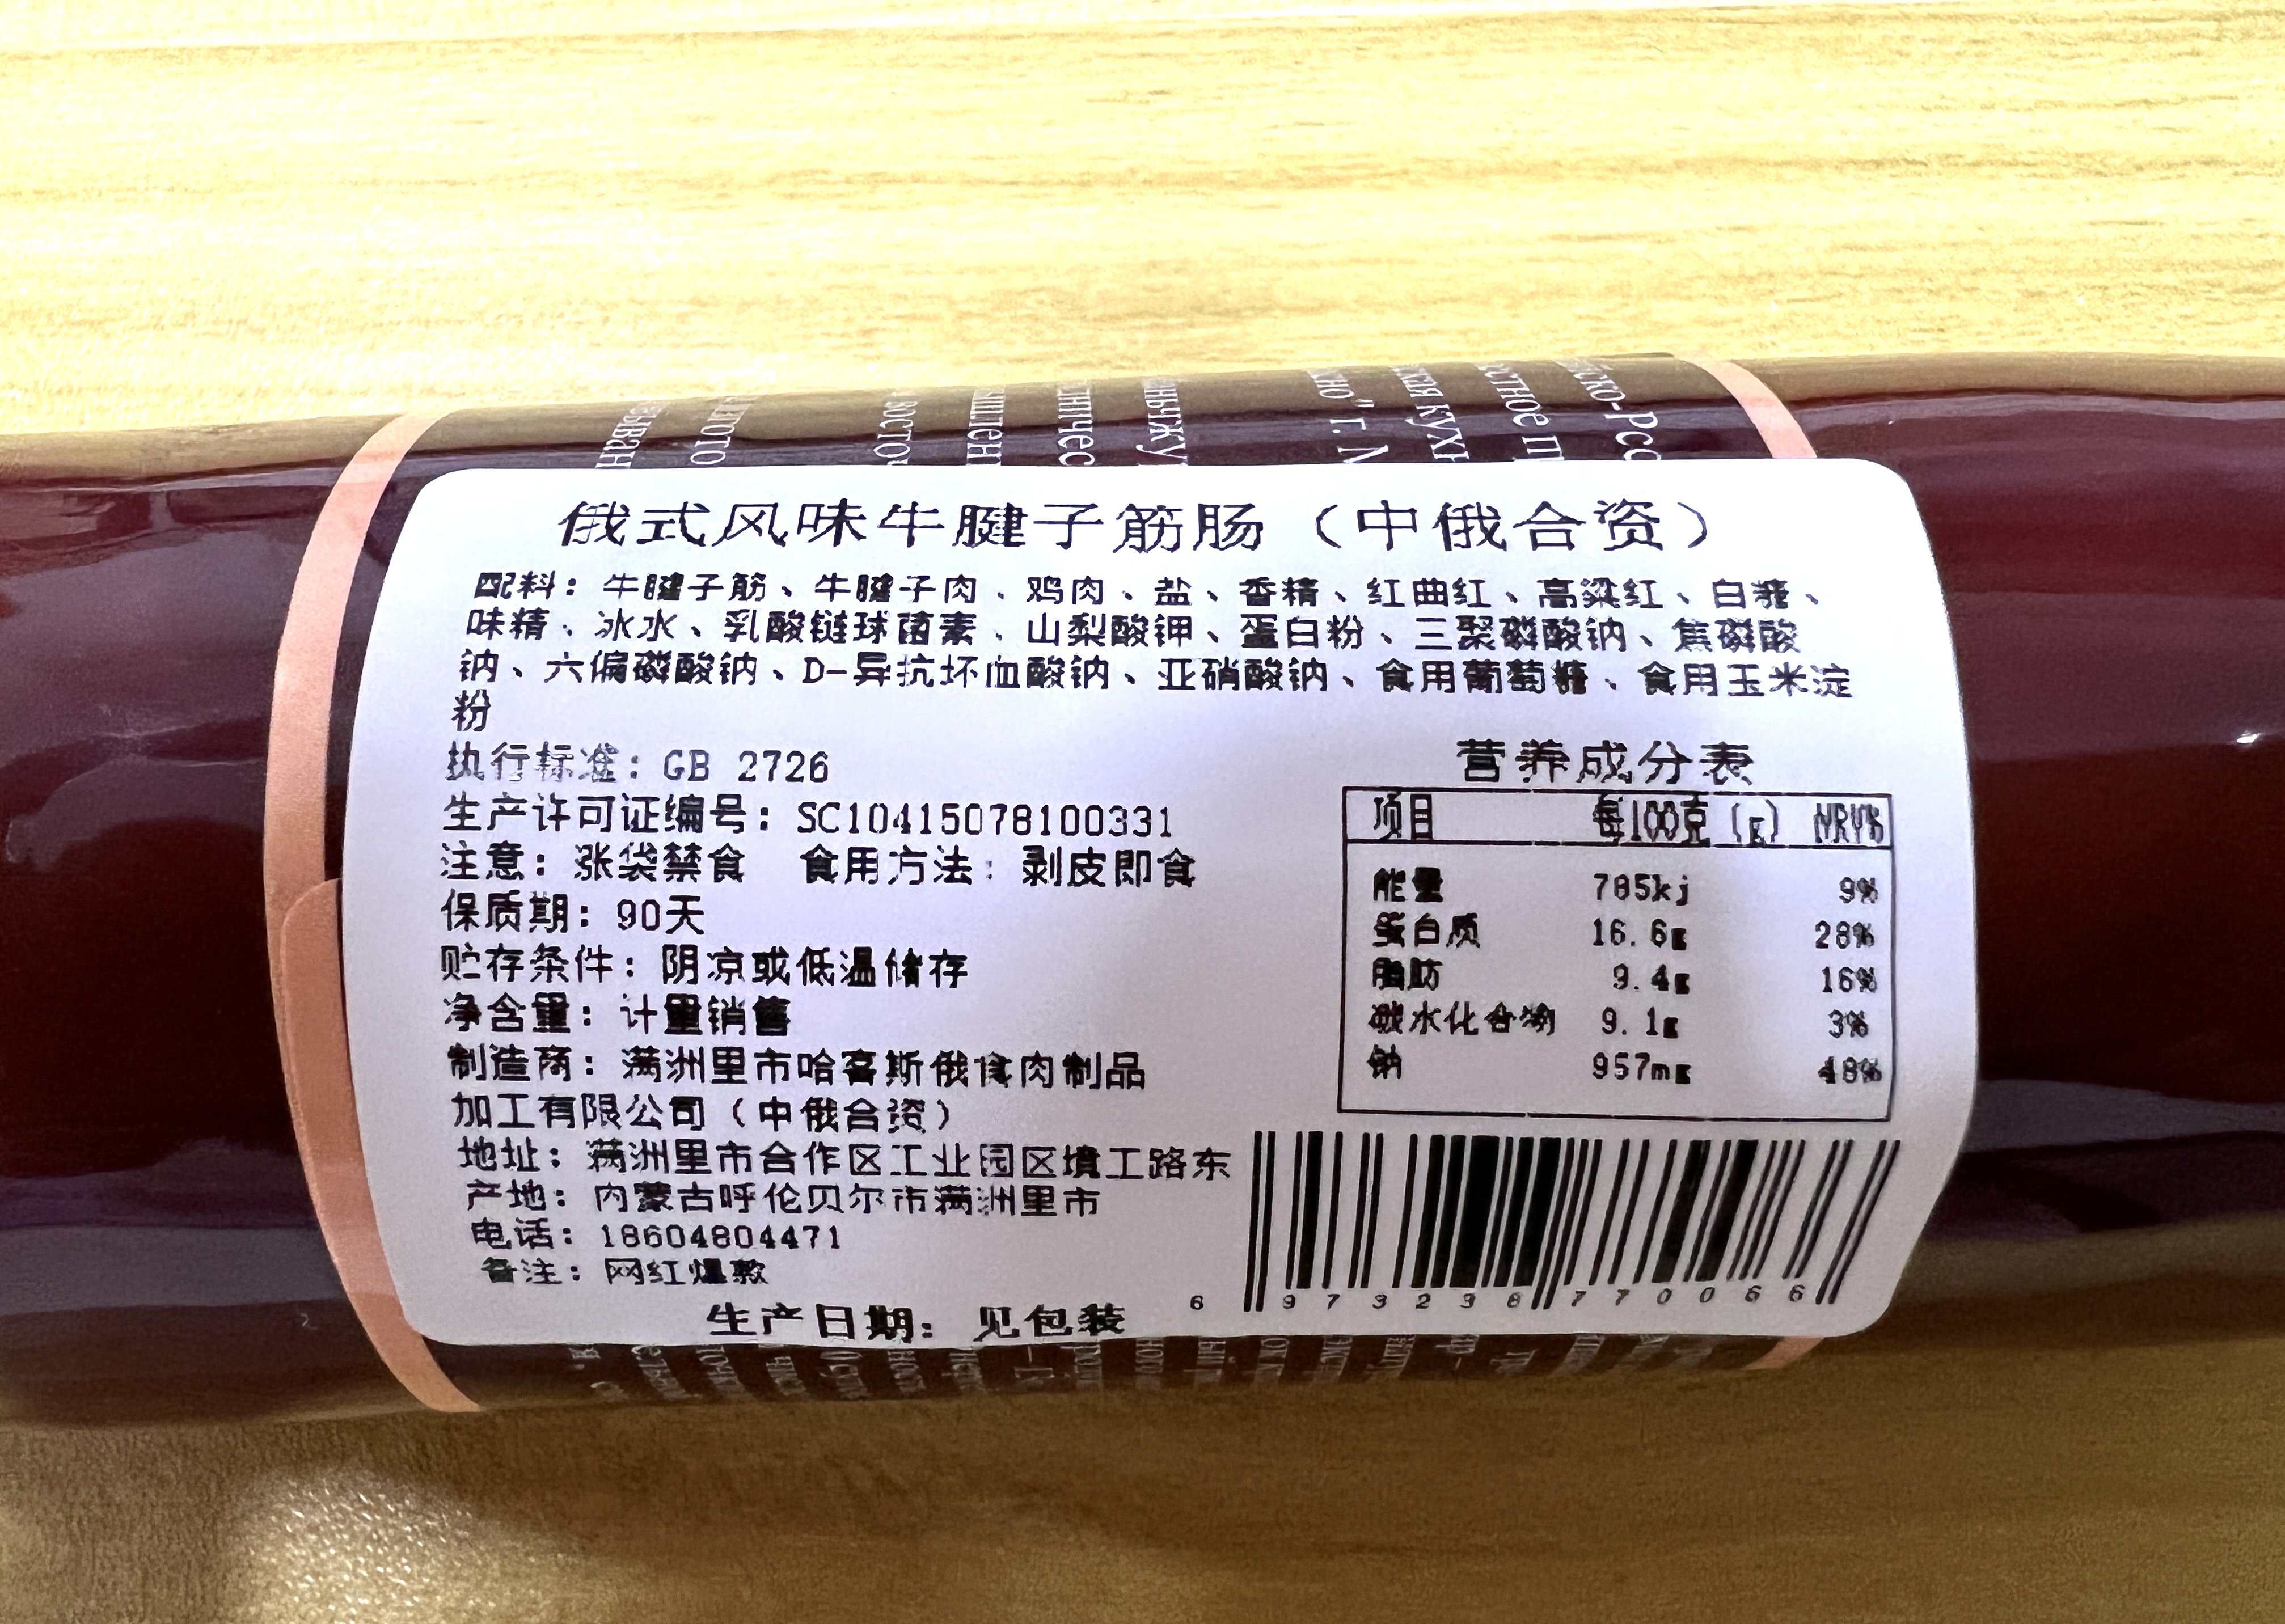 俄式风味牛腱子筋肠（中俄合资）
配料：牛腱子筋、牛腱子肉、鸡肉、盐、香精、红曲红、高粱红、白糖、
味精、冰水、乳酸链球菌素、山梨酸钾、蛋白粉、三聚磷酸钠、焦磷酸
钠、六偏磷酸钠、D-异抗坏血酸钠、亚硝酸钠、食用葡萄糖、食用玉米淀
粉
执行标准：GB 2726
生产许可证编号：SC10415078100331
注意：涨袋禁食 食用方法：剥皮即食
保质期：90天
贮存条件：阴凉或低温储存
净含量：计量销售
制造商：满洲里市哈喜斯俄食肉制品
加工有限公司（中俄合资）
地址：满洲里市合作区工业园区工路东
产地：内蒙古呼伦贝尔市满洲里市
电话：18604804471
备注：网红爆款
生产日期：见包装
营养成分表
项目 每100克（g） NRV%
能量 785kj 9%
蛋白质 16.6g 28%
脂肪 9.4g 16%
碳水化合物 9.1g 3%
钠 957mg 48%
6 973236 770066